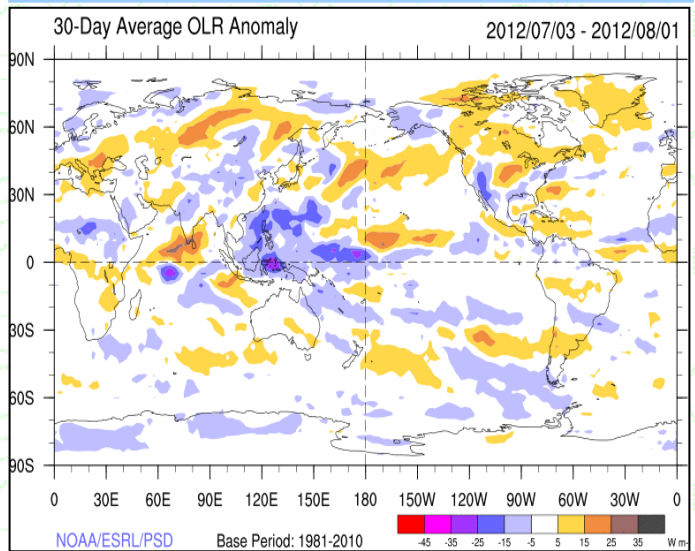 30-Day Average OLR Anomaly 2012/07/03 - 2012/08/01
90N
60N
30N
0
30S
60S
90S
0 30E 60E 90E 120E 150E 180 150W 120W 90W 60W 30W 0
NOAA/ESRL/PSD Base Period: 1981-2010
-45 -35 -25 -15 -5 5 15 25 35 W m-